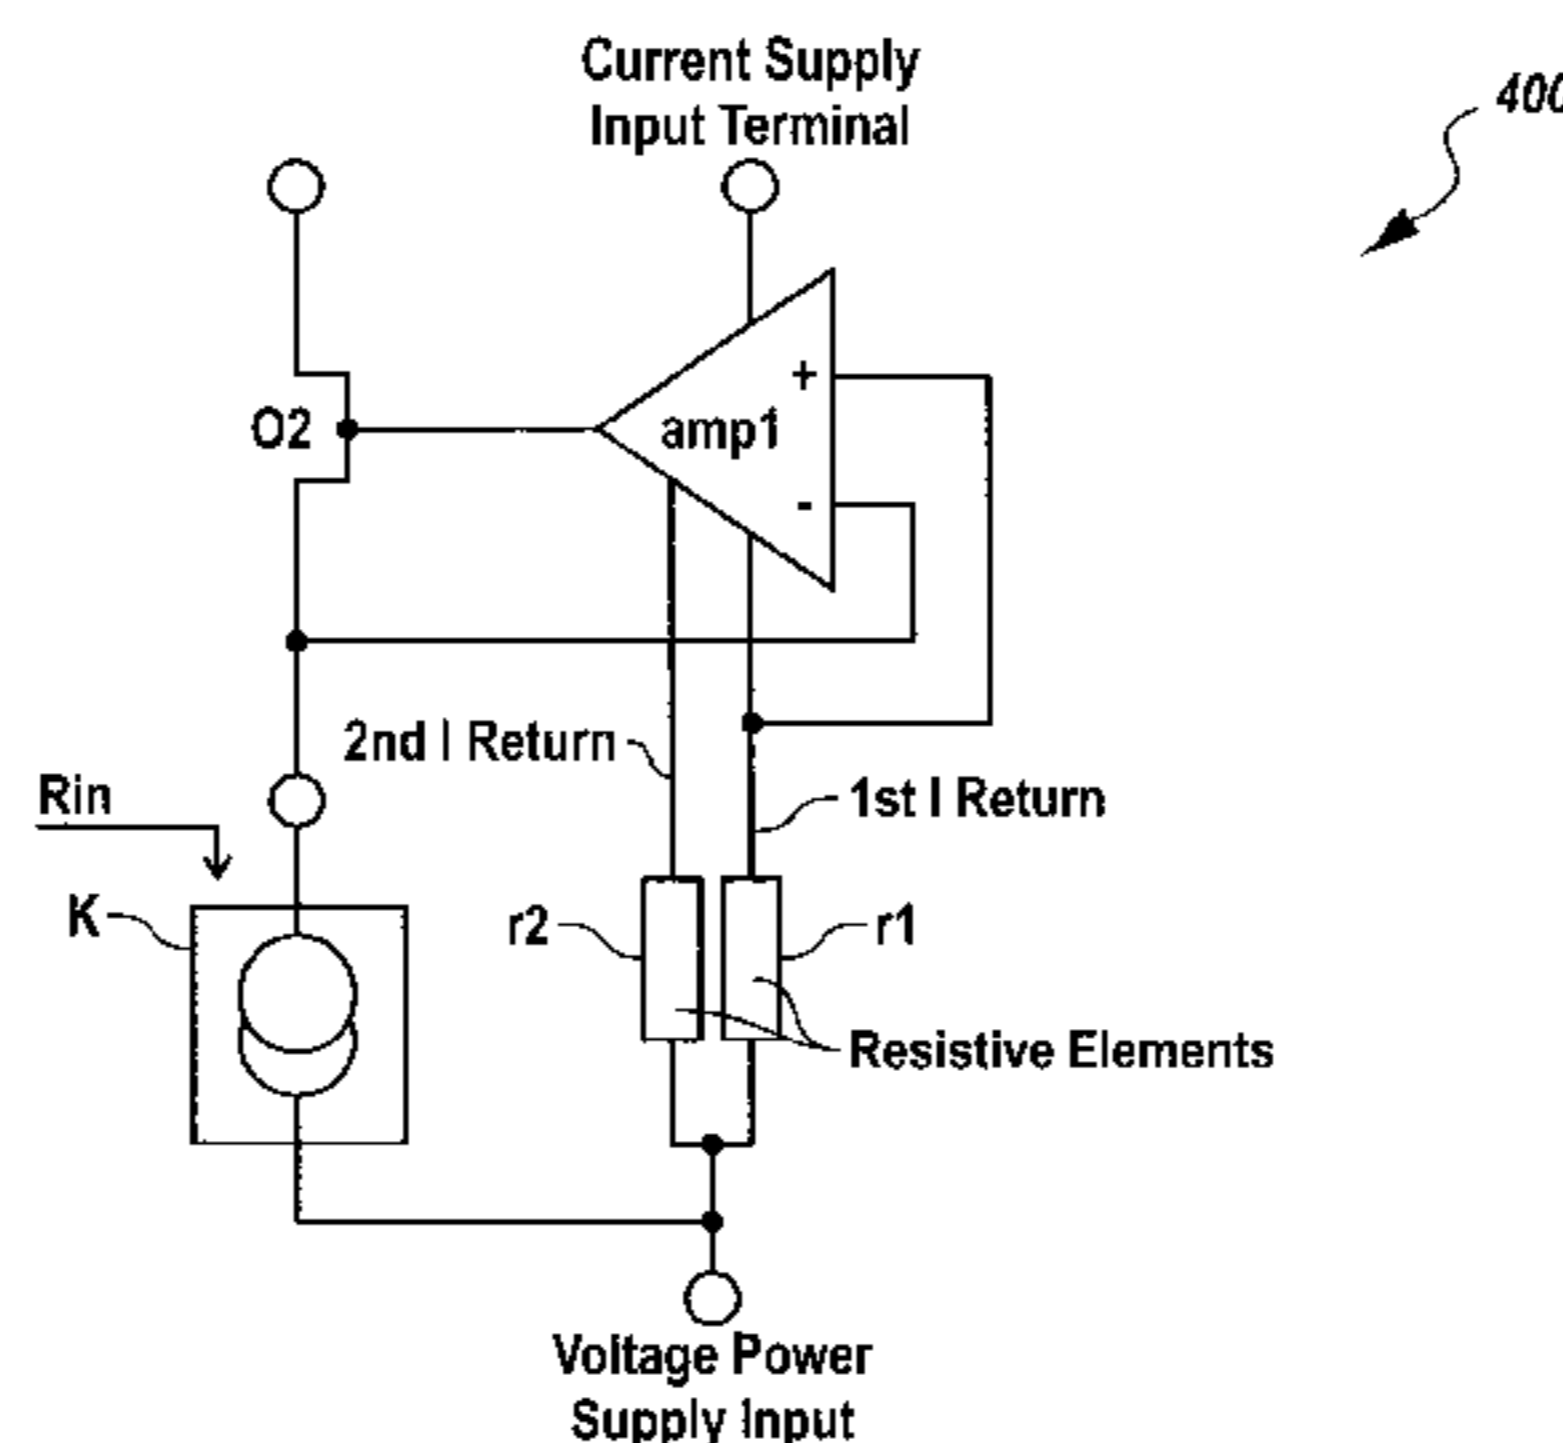 Current Supply
Input Terminal
400
+
O2
amp1
-
2nd I Return
Rin
1st I Return
K
r2
r1
Resistive Elements
Voltage Power
Supply Input